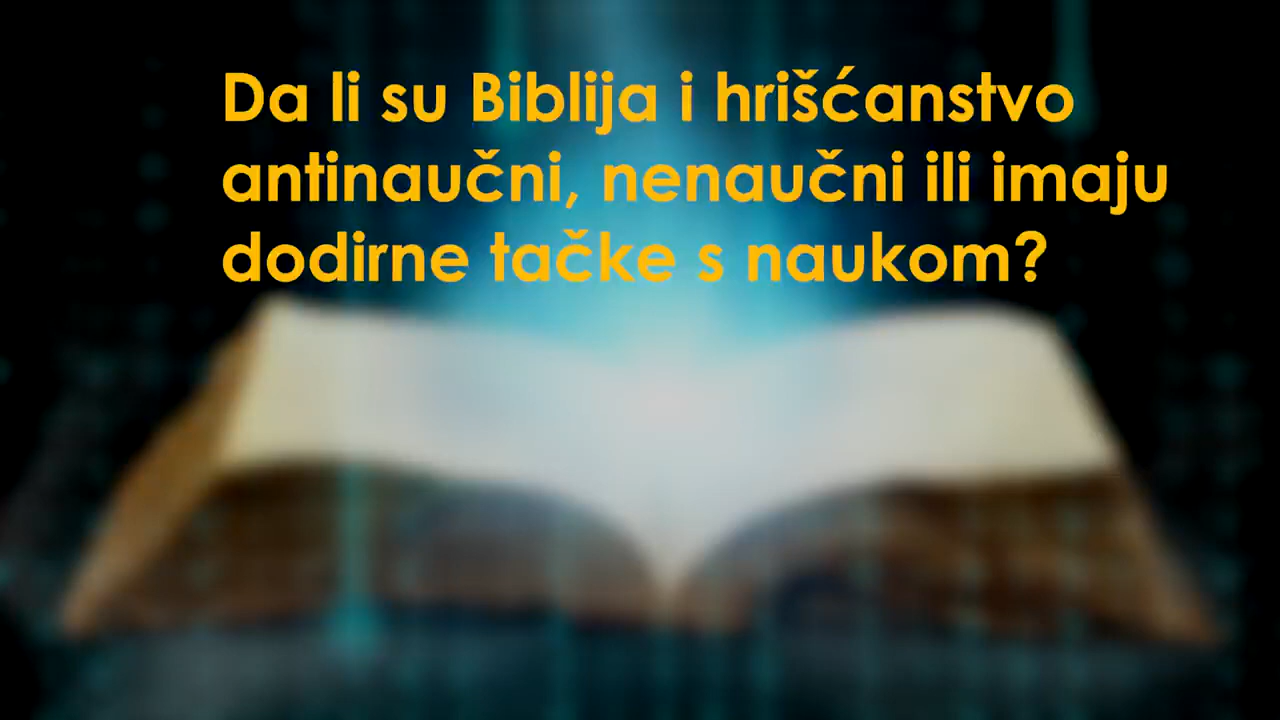 Da li su Biblija i hrišćanstvo
antinaučni, nenaučni ili imaju
dodirne tačke s naukom?